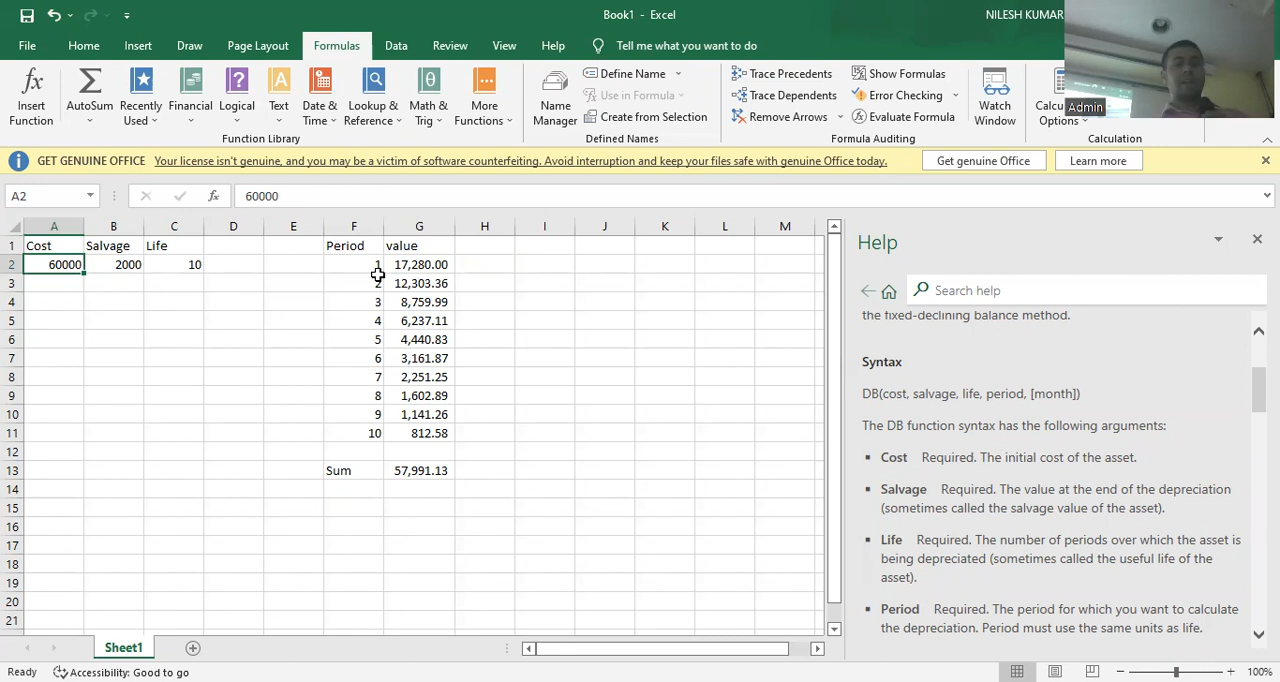 Book1 - Excel
NILESH KUMAR
File Home Insert Draw Page Layout Formulas Data Review View Help Tell me what you want to do
Insert Function
AutoSum
Recently Used
Financial
Logical
Text
Date & Time
Lookup & Reference
Math & Trig
More Functions
Function Library
Name Manager
Define Name
Use in Formula
Create from Selection
Defined Names
Trace Precedents
Trace Dependents
Remove Arrows
Show Formulas
Error Checking
Evaluate Formula
Formula Auditing
Watch Window
Options
Calculation
Admin
GET GENUINE OFFICE Your license isn't genuine, and you may be a victim of software counterfeiting. Avoid interruption and keep your files safe with genuine Office today. Get genuine Office Learn more
A2 fx 60000
A B C D E F G H I J K L M
1 Cost Salvage Life Period value
2 60000 2000 10 1 17,280.00
3 2 12,303.36
4 3 8,759.99
5 4 6,237.11
6 5 4,440.83
7 6 3,161.87
8 7 2,251.25
9 8 1,602.89
10 9 1,141.26
11 10 812.58
12
13 Sum 57,991.13
14
15
16
17
18
19
20
21
Sheet1
Ready Accessibility: Good to go 100%
Help
Search help
the fixed-declining balance method.
Syntax
DB(cost, salvage, life, period, [month])
The DB function syntax has the following arguments:
Cost Required. The initial cost of the asset.
Salvage Required. The value at the end of the depreciation
(sometimes called the salvage value of the asset).
Life Required. The number of periods over which the asset is
being depreciated (sometimes called the useful life of the
asset).
Period Required. The period for which you want to calculate
the depreciation. Period must use the same units as life.